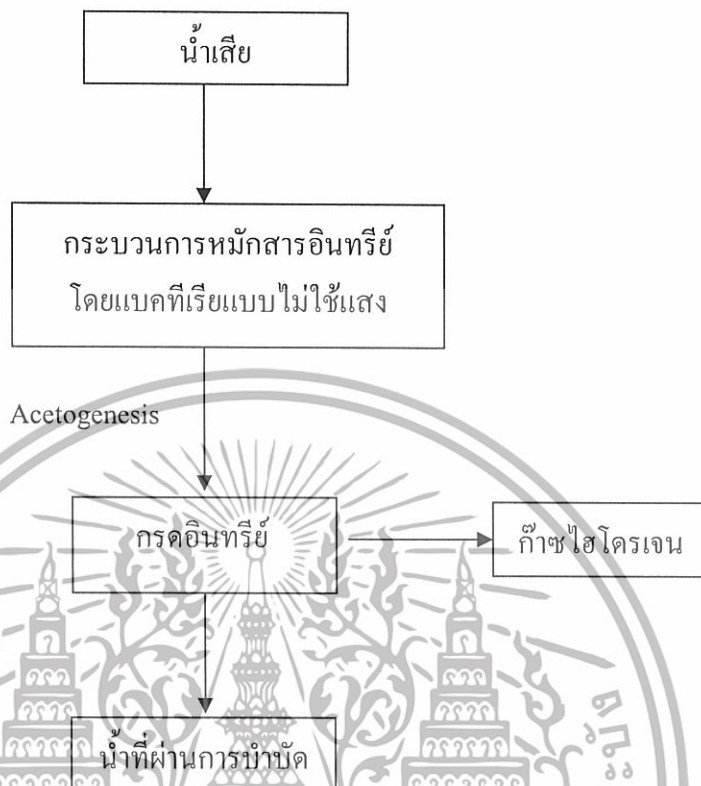 น้ำเสีย
กระบวนการหมักสารอินทรีย์
โดยแบคทีเรียแบบไม่ใช้แสง
Acetogenesis
กรดอินทรีย์
ก๊าซไฮโดรเจน
น้ำที่ผ่านการบำบัด